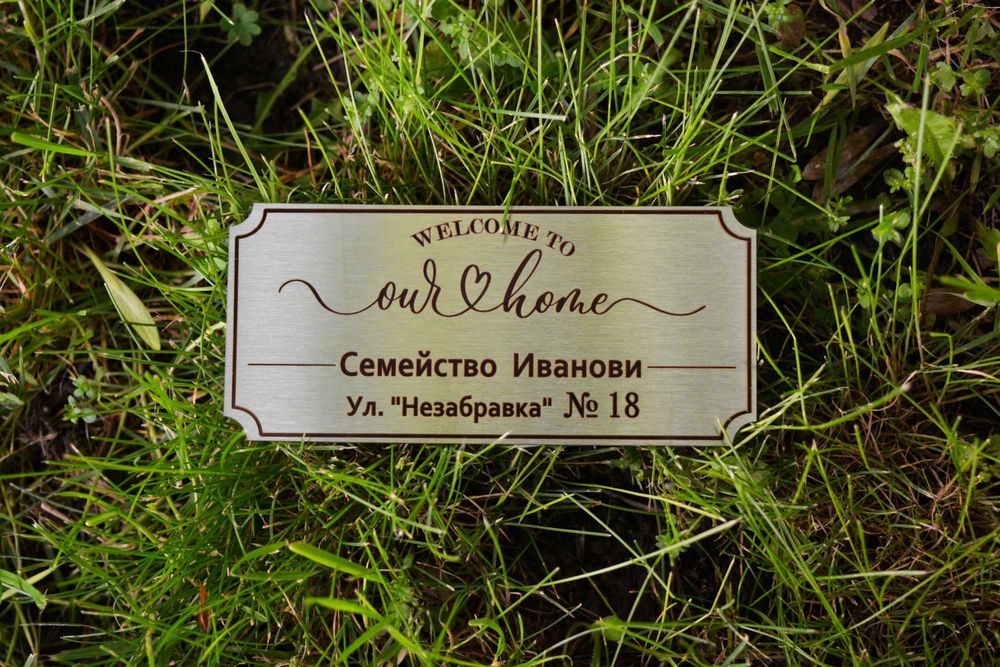 WELCOME TO
our home
Семейство Иванови
Ул. "Незабравка" № 18